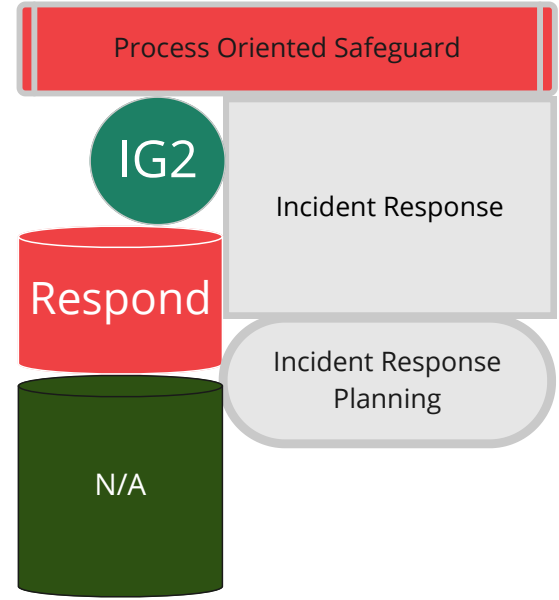 Process Oriented Safeguard
IG2
Incident Response
Respond
Incident Response
Planning
N/A